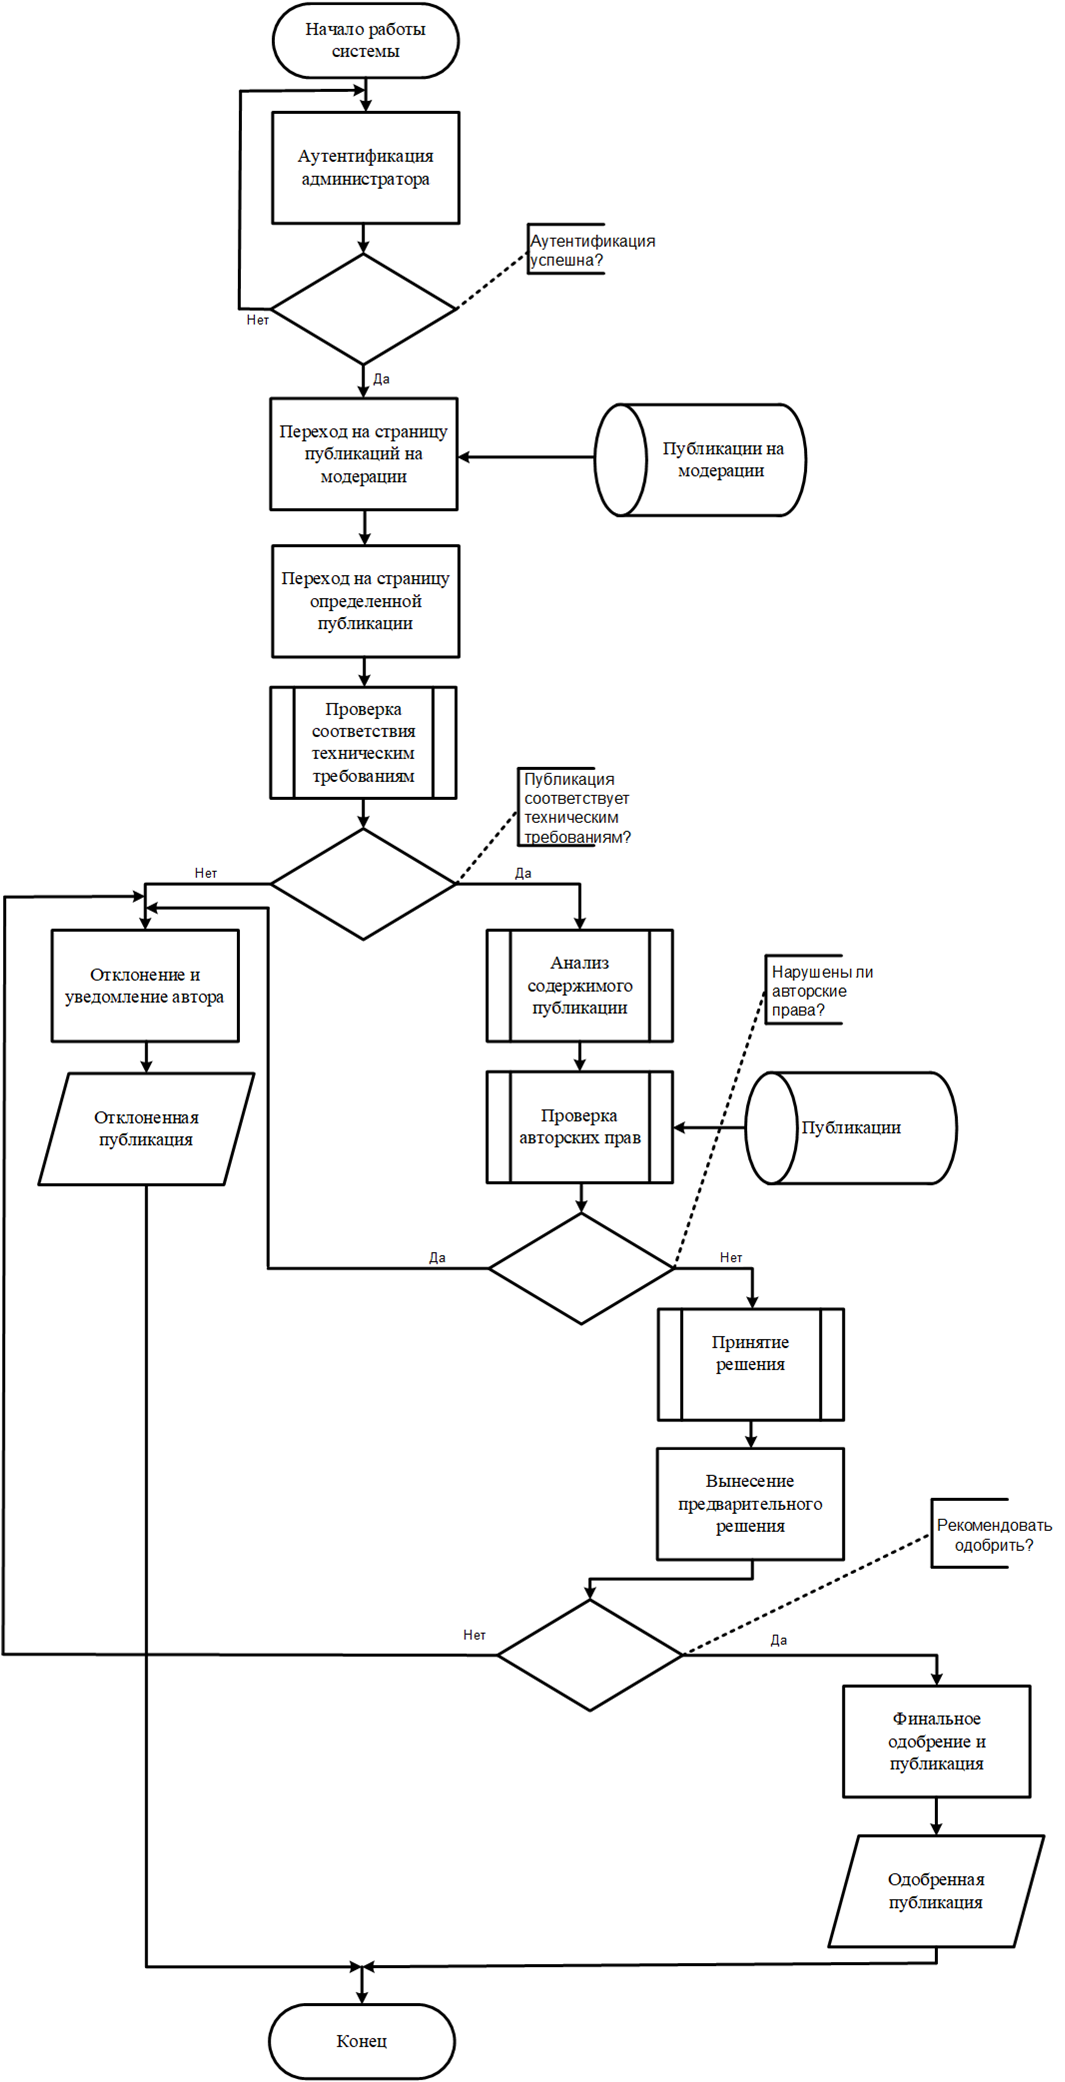 Начало работы
системы
Аутентификация
администратора
Аутентификация
успешна?
Нет
Да
Переход на страницу
публикаций на
модерации
Публикации на
модерации
Переход на страницу
определенной
публикации
Проверка
соответствия
техническим
требованиям
Публикация
соответствует
техническим
требованиям?
Нет
Да
Отклонение и
уведомление автора
Анализ
содержимого
публикации
Нарушены ли
авторские
права?
Отклоненная
публикация
Проверка
авторских прав
Публикации
Да
Нет
Принятие
решения
Вынесение
предварительного
решения
Рекомендовать
одобрить?
Нет
Да
Финальное
одобрение и
публикация
Одобренная
публикация
Конец